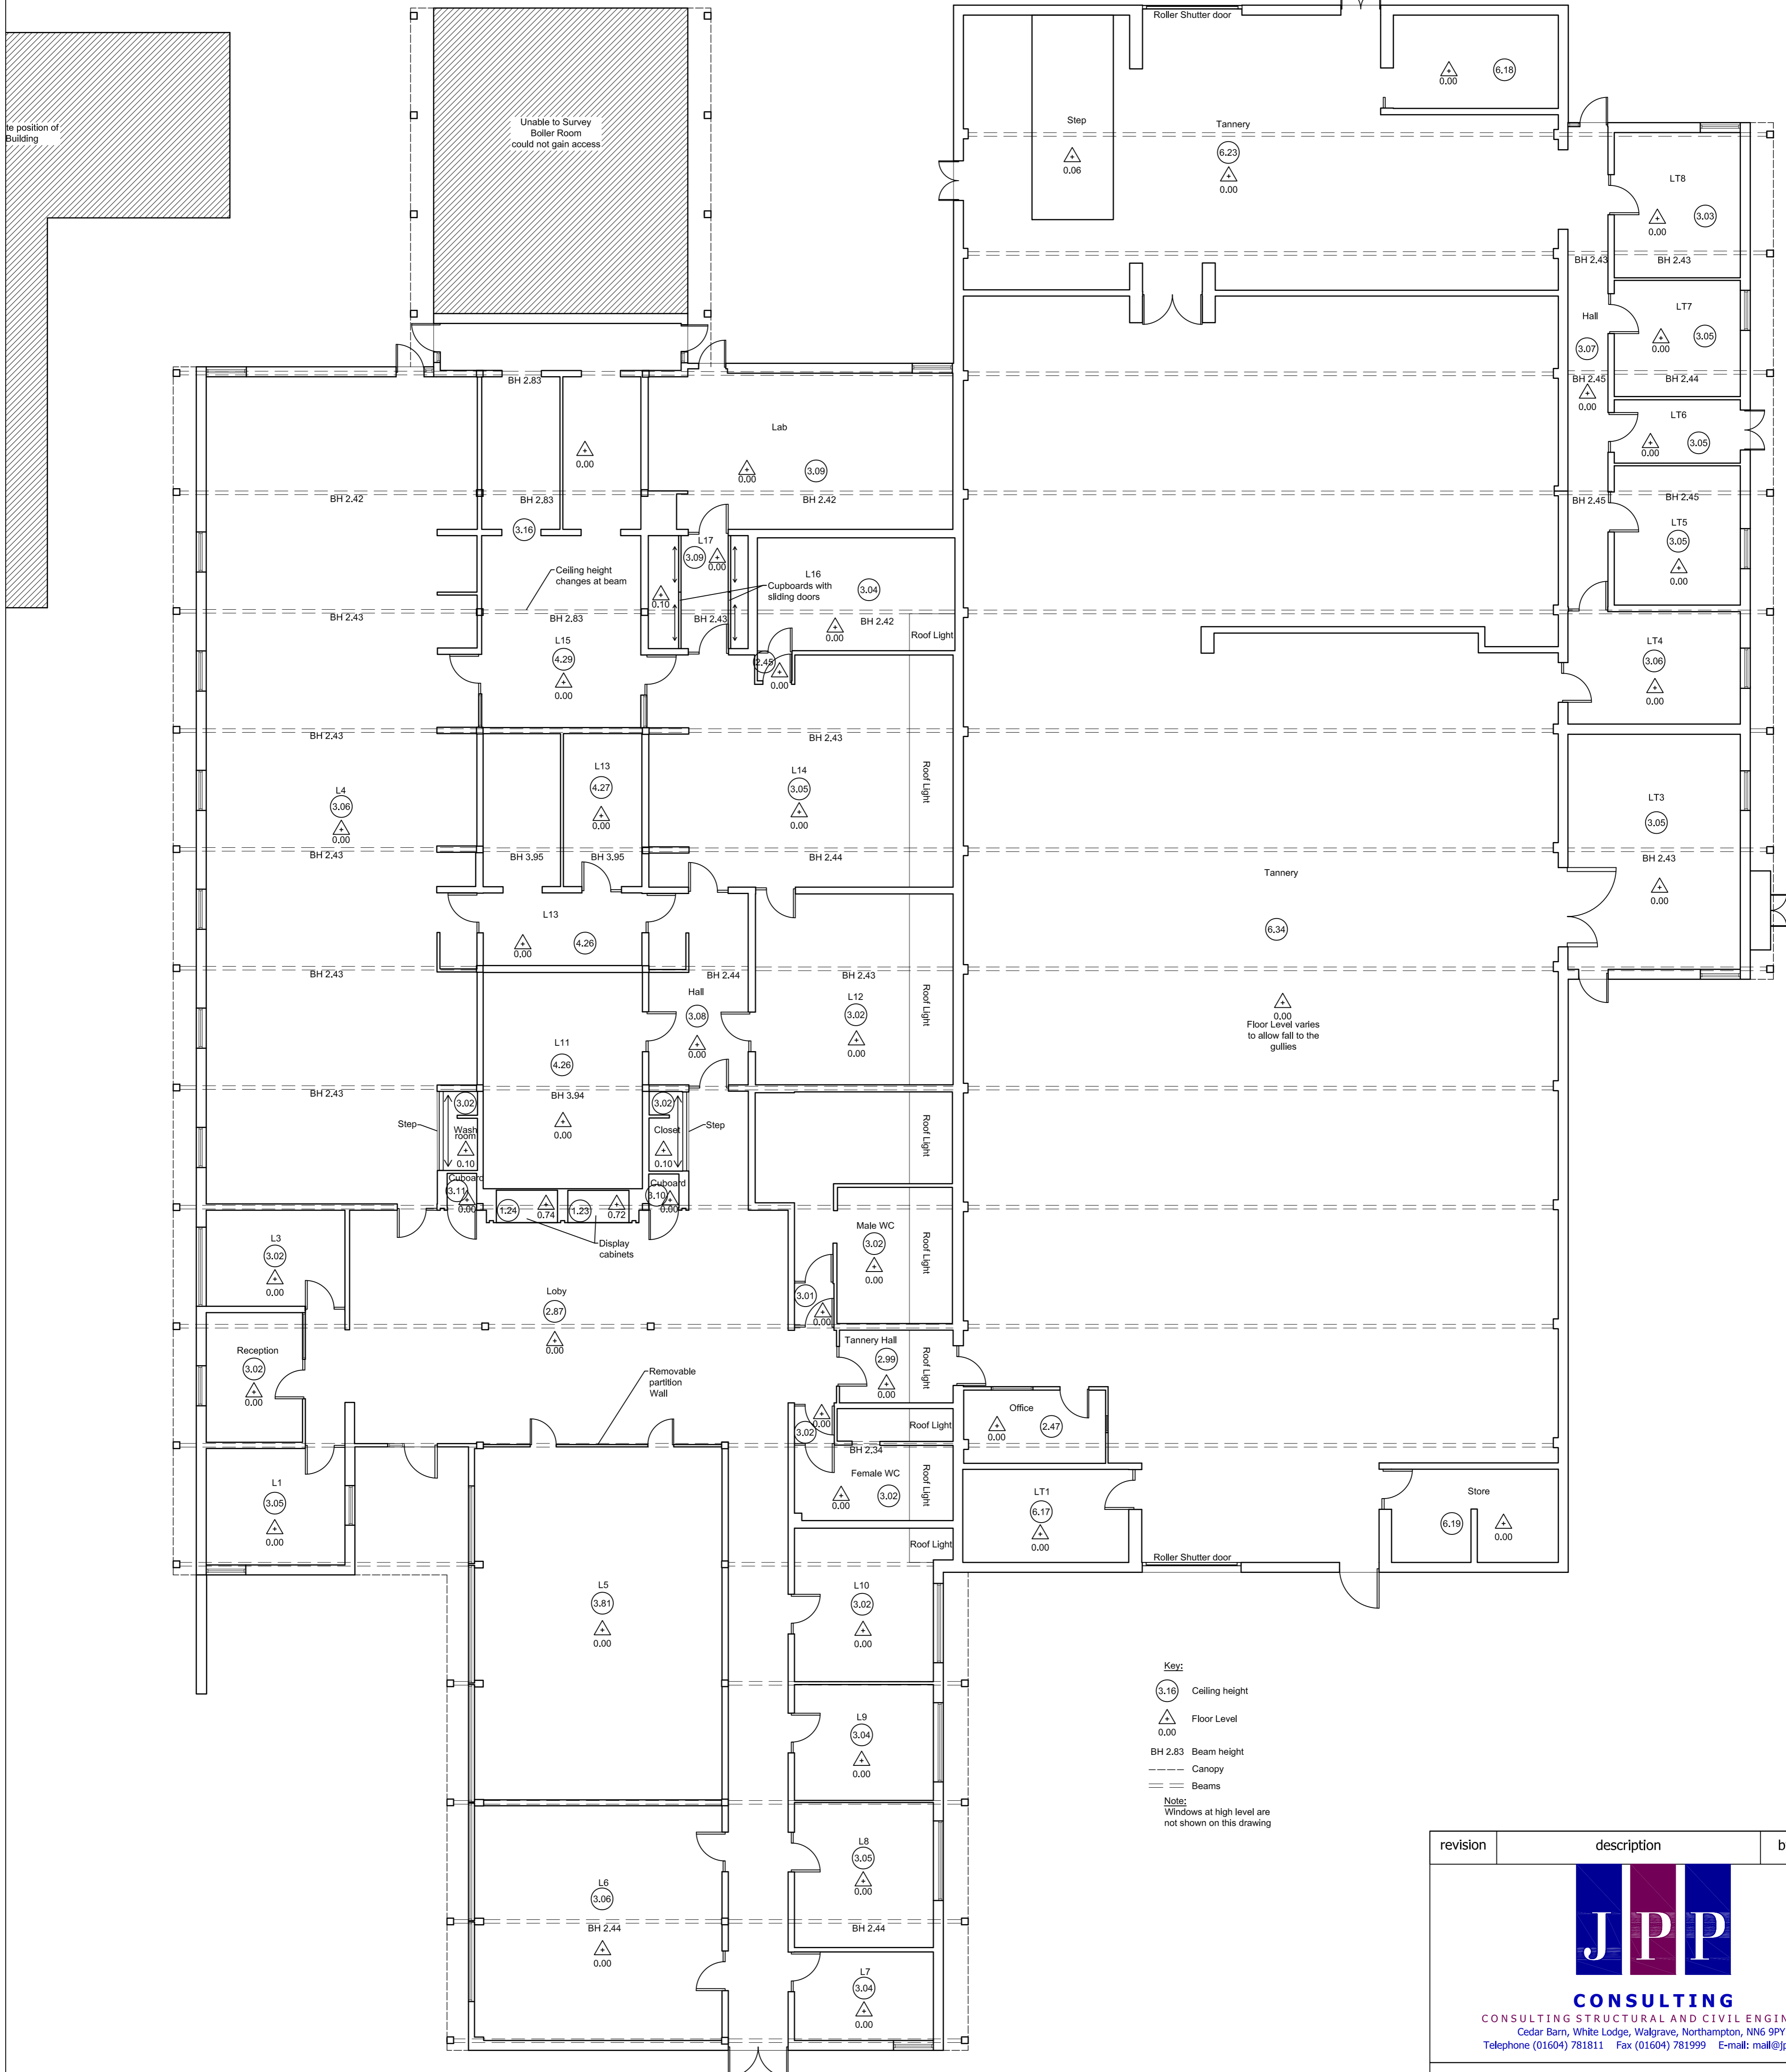 te position of
Building
Unable to Survey
Boiler Room
could not gain access
Roller Shutter door
6.18
0.00
Step
0.06
Tannery
6.23
0.00
LT8
3.03
0.00
BH 2.43
BH 2.43
LT7
3.05
0.00
BH 2.44
Hall
3.07
BH 2.45
0.00
LT6
3.05
0.00
BH 2.45
BH 2.45
LT5
3.05
0.00
LT4
3.06
0.00
LT3
3.05
BH 2.43
0.00
BH 2.83
0.00
Lab
0.00
3.09
BH 2.42
BH 2.42
BH 2.83
3.16
Ceiling height
changes at beam
L17
3.09
0.00
0.10
BH 2.43
Cupboards with
sliding doors
L16
3.04
0.00
BH 2.42
Roof Light
2.45
0.00
BH 2.43
BH 2.83
L15
4.29
0.00
BH 2.43
BH 2.43
L4
3.06
0.00
BH 2.43
L13
4.27
0.00
BH 3.95
BH 3.95
L14
3.05
0.00
BH 2.44
Roof Light
L13
0.00
4.26
BH 2.43
BH 2.44
BH 2.43
Hall
3.08
0.00
L12
3.02
0.00
Roof Light
Tannery
6.34
0.00
Floor Level varies
to allow fall to the
gullies
L11
4.26
BH 3.94
0.00
BH 2.43
3.02
Step
Wash
room
0.10
3.02
Closet
0.10
Step
Cuboard
3.11
0.00
1.24
0.74
1.23
0.72
Cuboard
3.10
0.00
Display
cabinets
Roof Light
Male WC
3.02
0.00
Roof Light
L3
3.02
0.00
Loby
2.87
0.00
3.01
0.00
Reception
3.02
0.00
Removable
partition
Wall
Tannery Hall
2.99
0.00
Roof Light
0.00
3.02
Roof Light
BH 2.34
Female WC
0.00
3.02
Roof Light
Office
0.00
2.47
L1
3.05
0.00
LT1
6.17
0.00
Store
6.19
0.00
Roller Shutter door
Roof Light
L5
3.81
0.00
L10
3.02
0.00
L9
3.04
0.00
L8
3.05
0.00
BH 2.44
L6
3.06
BH 2.44
0.00
L7
3.04
0.00
Key:
3.16 Ceiling height
0.00 Floor Level
BH 2.83 Beam height
Canopy
Beams
Note:
Windows at high level are
not shown on this drawing
revision description b
JPP
CONSULTING
CONSULTING STRUCTURAL AND CIVIL ENGIN
Cedar Barn, White Lodge, Walgrave, Northampton, NN6 9PY
Telephone (01604) 781811 Fax (01604) 781999 E-mail: mail@jp